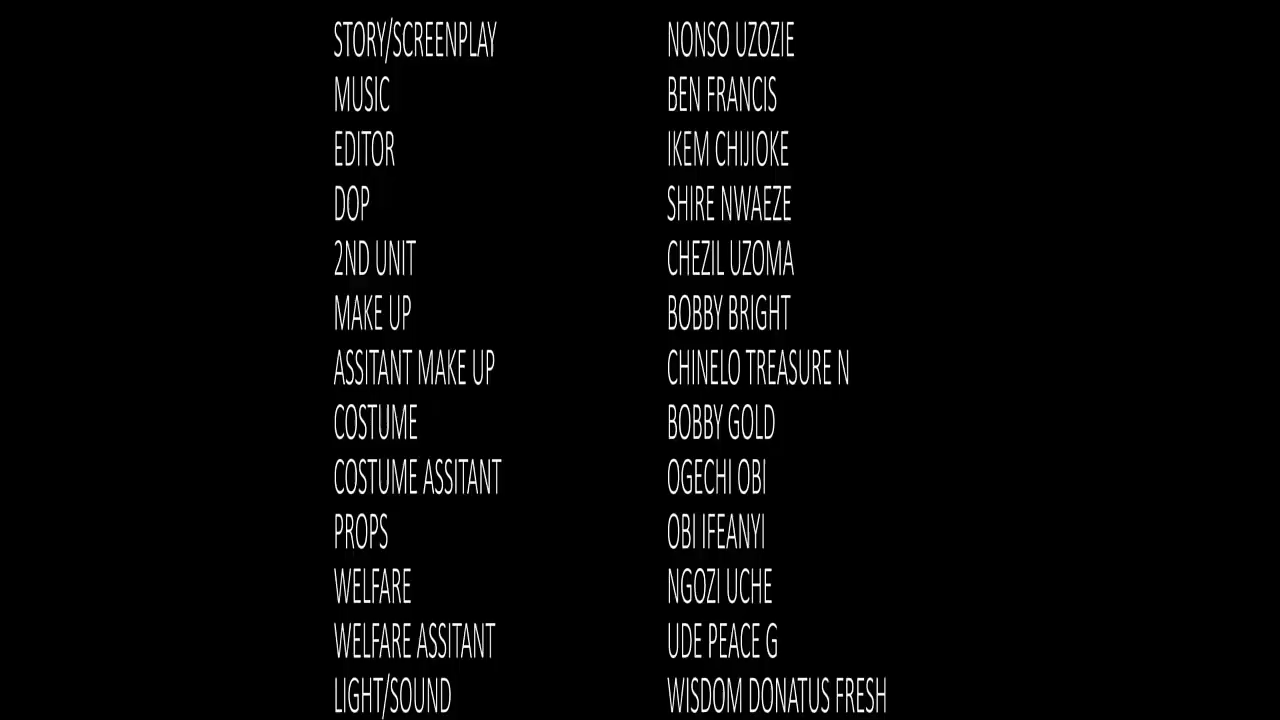 STORY/SCREENPLAY NONSO UZOZIE
MUSIC BEN FRANCIS
EDITOR IKEM CHIJIOKE
DOP SHIRE NWAEZE
2ND UNIT CHEZIL UZOMA
MAKE UP BOBBY BRIGHT
ASSITANT MAKE UP CHINELO TREASURE N
COSTUME BOBBY GOLD
COSTUME ASSITANT OGECHI OBI
PROPS OBI IFEANYI
WELFARE NGOZI UCHE
WELFARE ASSITANT UDE PEACE G
LIGHT/SOUND WISDOM DONATUS FRESH